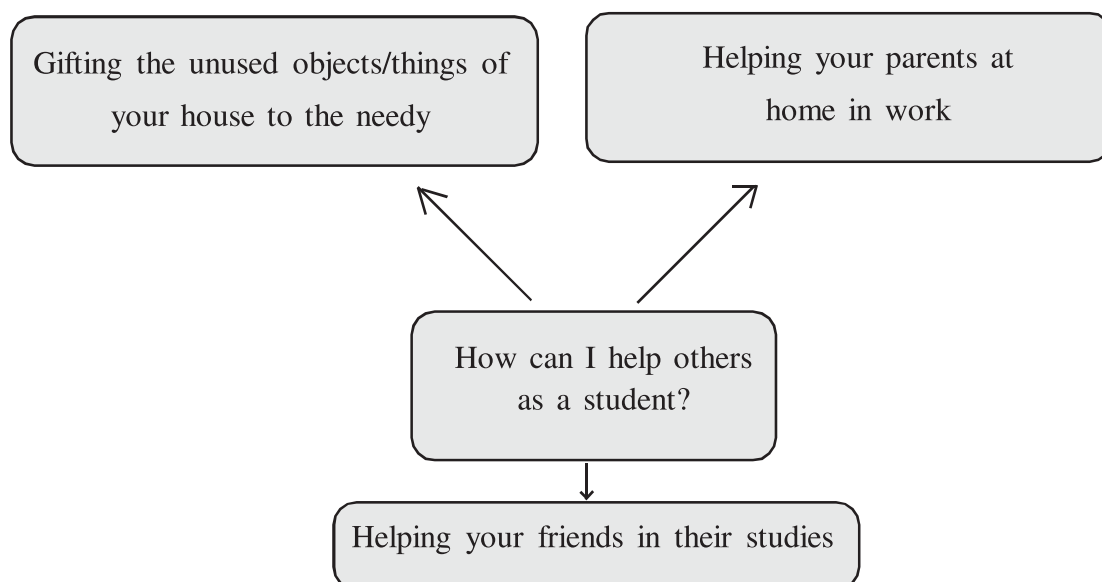 Gifting the unused objects/things of
your house to the needy
Helping your parents at
home in work
How can I help others
as a student?
Helping your friends in their studies